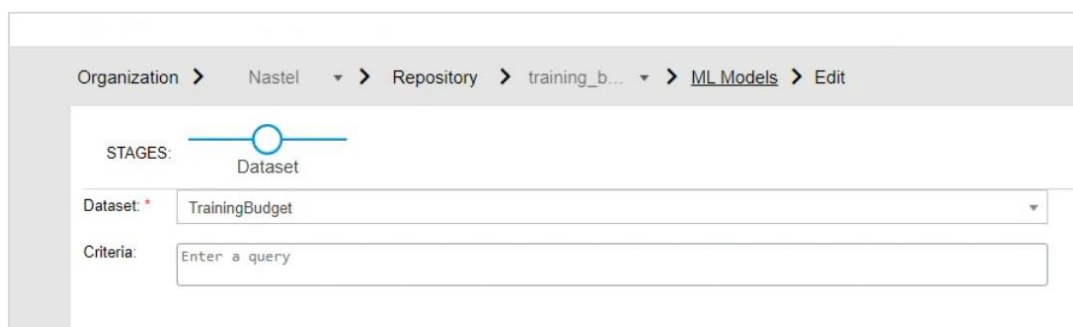 Organization > Nastel > Repository > training_b... > ML Models > Edit
STAGES:
Dataset
Dataset: * TrainingBudget
Criteria: Enter a query